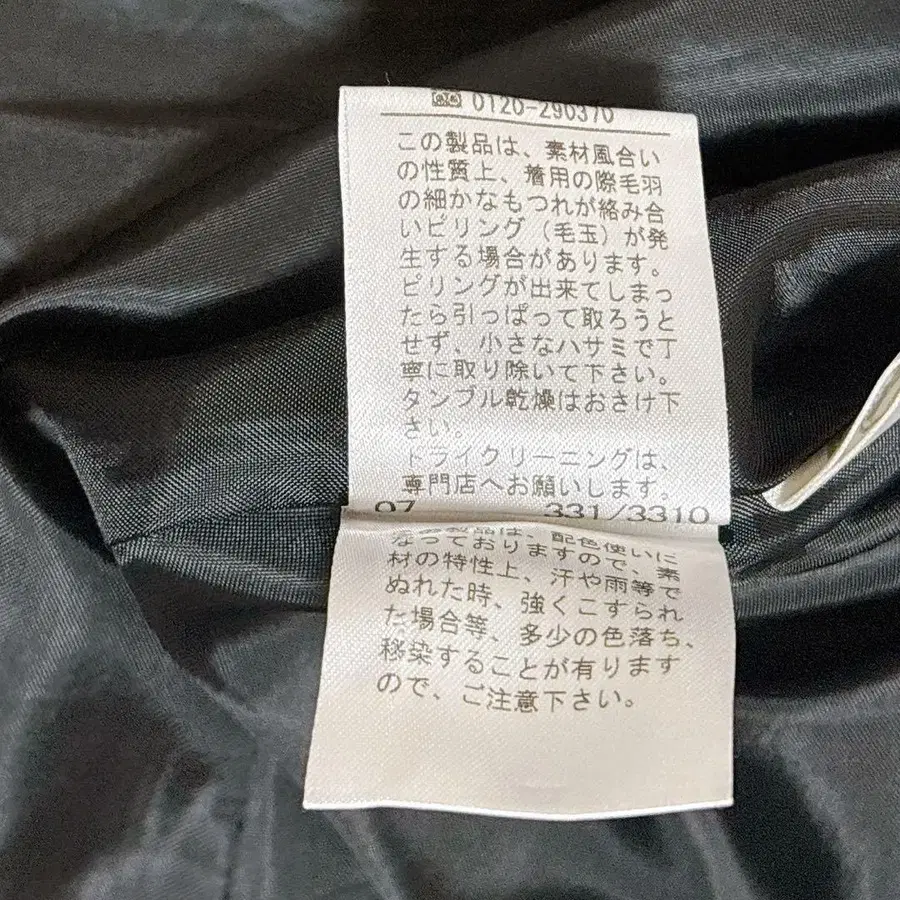 0120-290370
この製品は、素材風合い
の性質上、着用の際毛羽
の細かなもつれが絡み合
いピリング（毛玉）が発
生する場合があります。
ピリングが出来てしまっ
たら引っぱって取ろうと
せず、小さなハサミで丁
寧に取り除いて下さい。
タンブル乾燥はおさけ下
さい。
ドライクリーニングは、
専門店へお願いします。
07 331/3310
製品は、配色使いに
なっておりますので、素
材の特性上、汗や雨等で
ぬれた時、強くこすられ
た場合等、多少の色落ち、
移染することが有ります
ので、ご注意下さい。